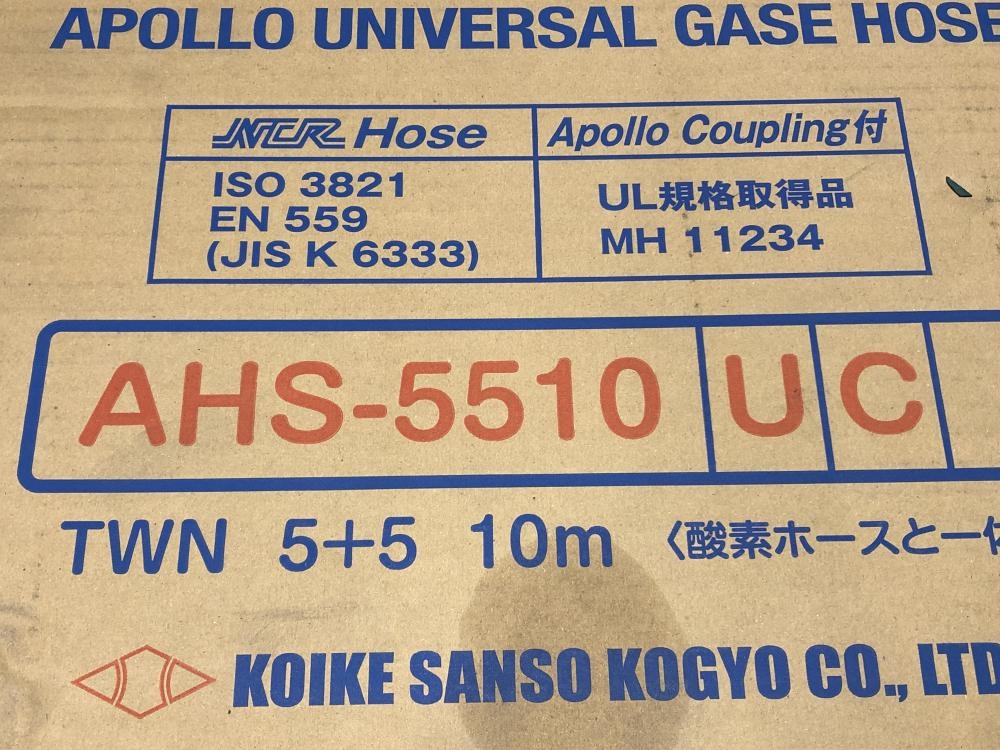 APOLLO UNIVERSAL GASE HOSE
NCR Hose
Apollo Coupling付
ISO 3821
EN 559
(JIS K 6333)
UL規格取得品
MH 11234
AHS-5510 U C
TWN 5+5 10m 〈酸素ホースと一体
KOIKE SANSO KOGYO CO., LTD